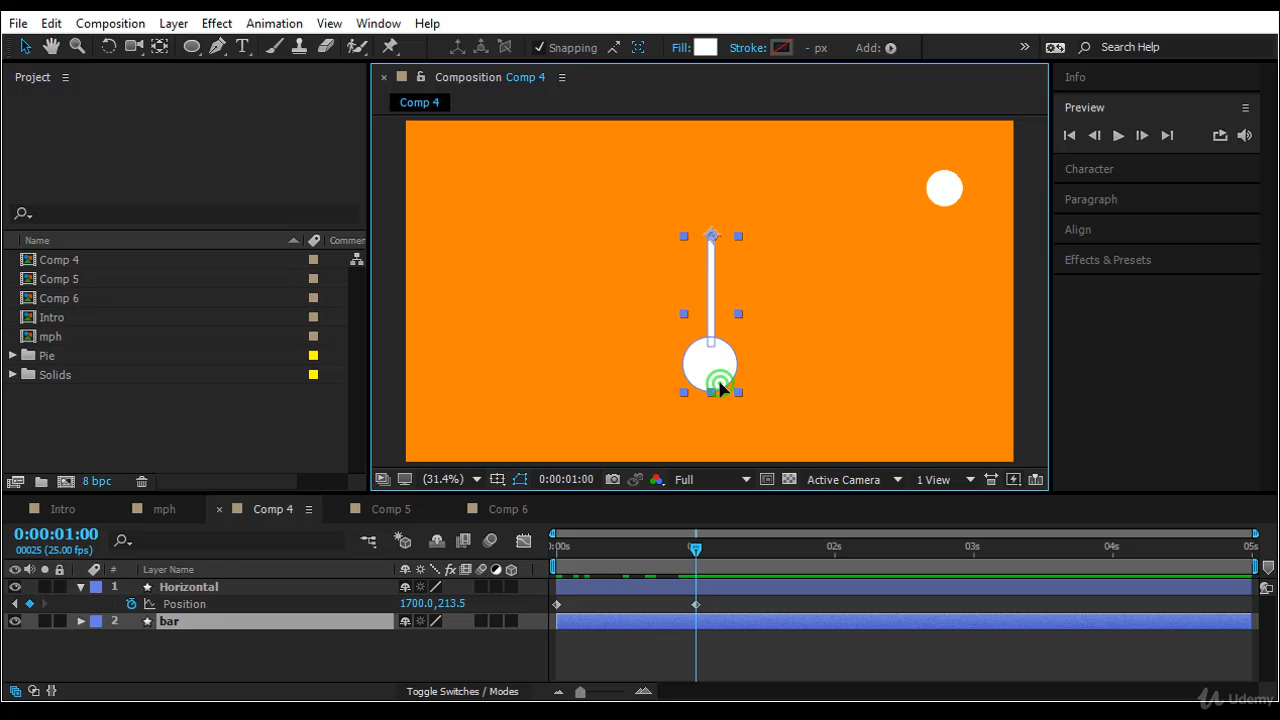 File Edit Composition Layer Effect Animation View Window Help
T Snapping Fill: Stroke: - px Add: » Search Help
Project
Composition Comp 4
Info
Comp 4
Preview
Character
Paragraph
Align
Effects & Presets
Name Commer
Comp 4
Comp 5
Comp 6
Intro
mph
Pie
Solids
8 bpc
(31.4%) 0:00:01:00 Full Active Camera 1 View
Intro mph Comp 4 Comp 5 Comp 6
0:00:01:00
00025 (25.00 fps)
:00s 02s 03s 04s 05s
# Layer Name fx
1 Horizontal
Position 1700.0,213.5
2 bar
Toggle Switches / Modes
Udemy